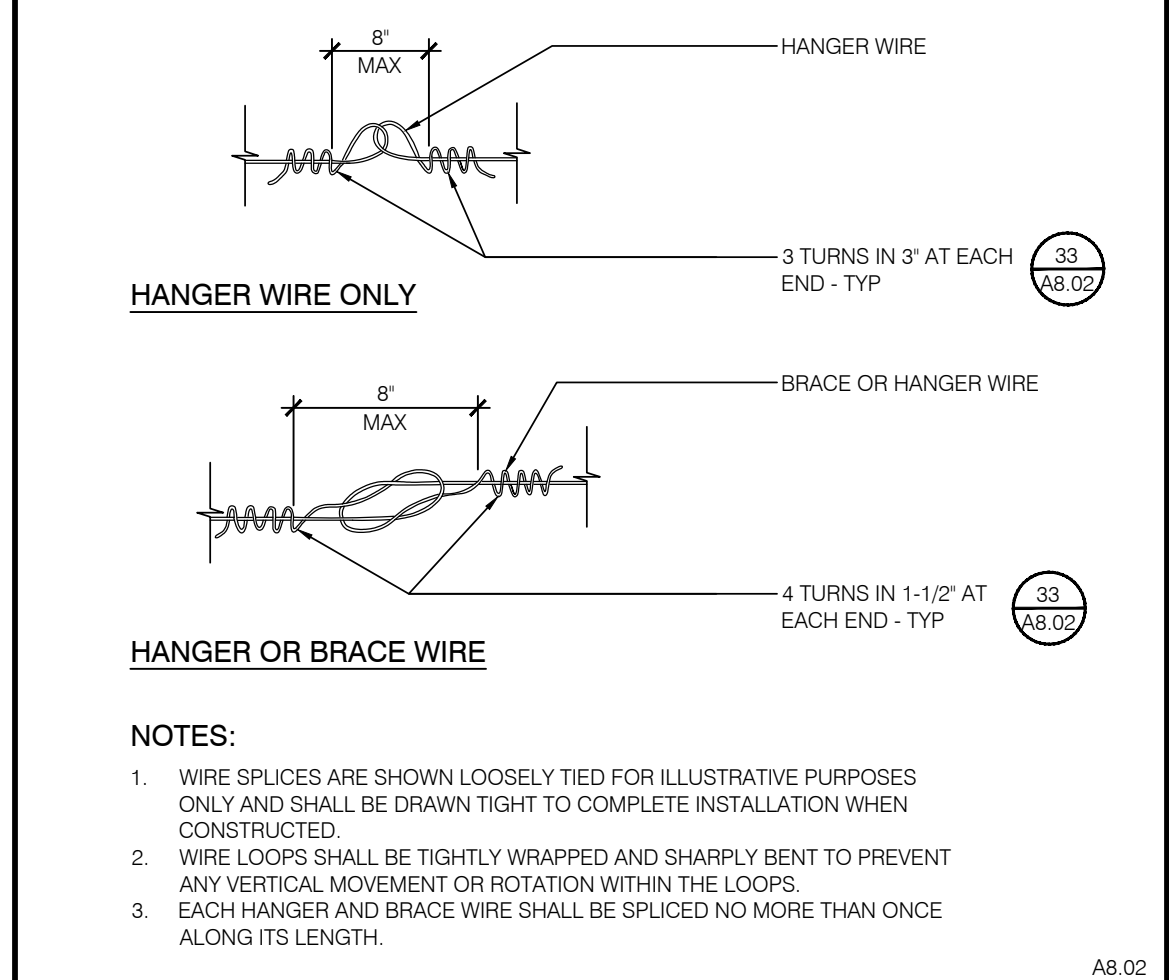 8"
MAX
HANGER WIRE
3 TURNS IN 3" AT EACH
END - TYP
33
A8.02
HANGER WIRE ONLY
8"
MAX
BRACE OR HANGER WIRE
4 TURNS IN 1-1/2" AT
EACH END - TYP
33
A8.02
HANGER OR BRACE WIRE
NOTES:
1. WIRE SPLICES ARE SHOWN LOOSELY TIED FOR ILLUSTRATIVE PURPOSES
ONLY AND SHALL BE DRAWN TIGHT TO COMPLETE INSTALLATION WHEN
CONSTRUCTED.
2. WIRE LOOPS SHALL BE TIGHTLY WRAPPED AND SHARPLY BENT TO PREVENT
ANY VERTICAL MOVEMENT OR ROTATION WITHIN THE LOOPS.
3. EACH HANGER AND BRACE WIRE SHALL BE SPLICED NO MORE THAN ONCE
ALONG ITS LENGTH.
A8.02